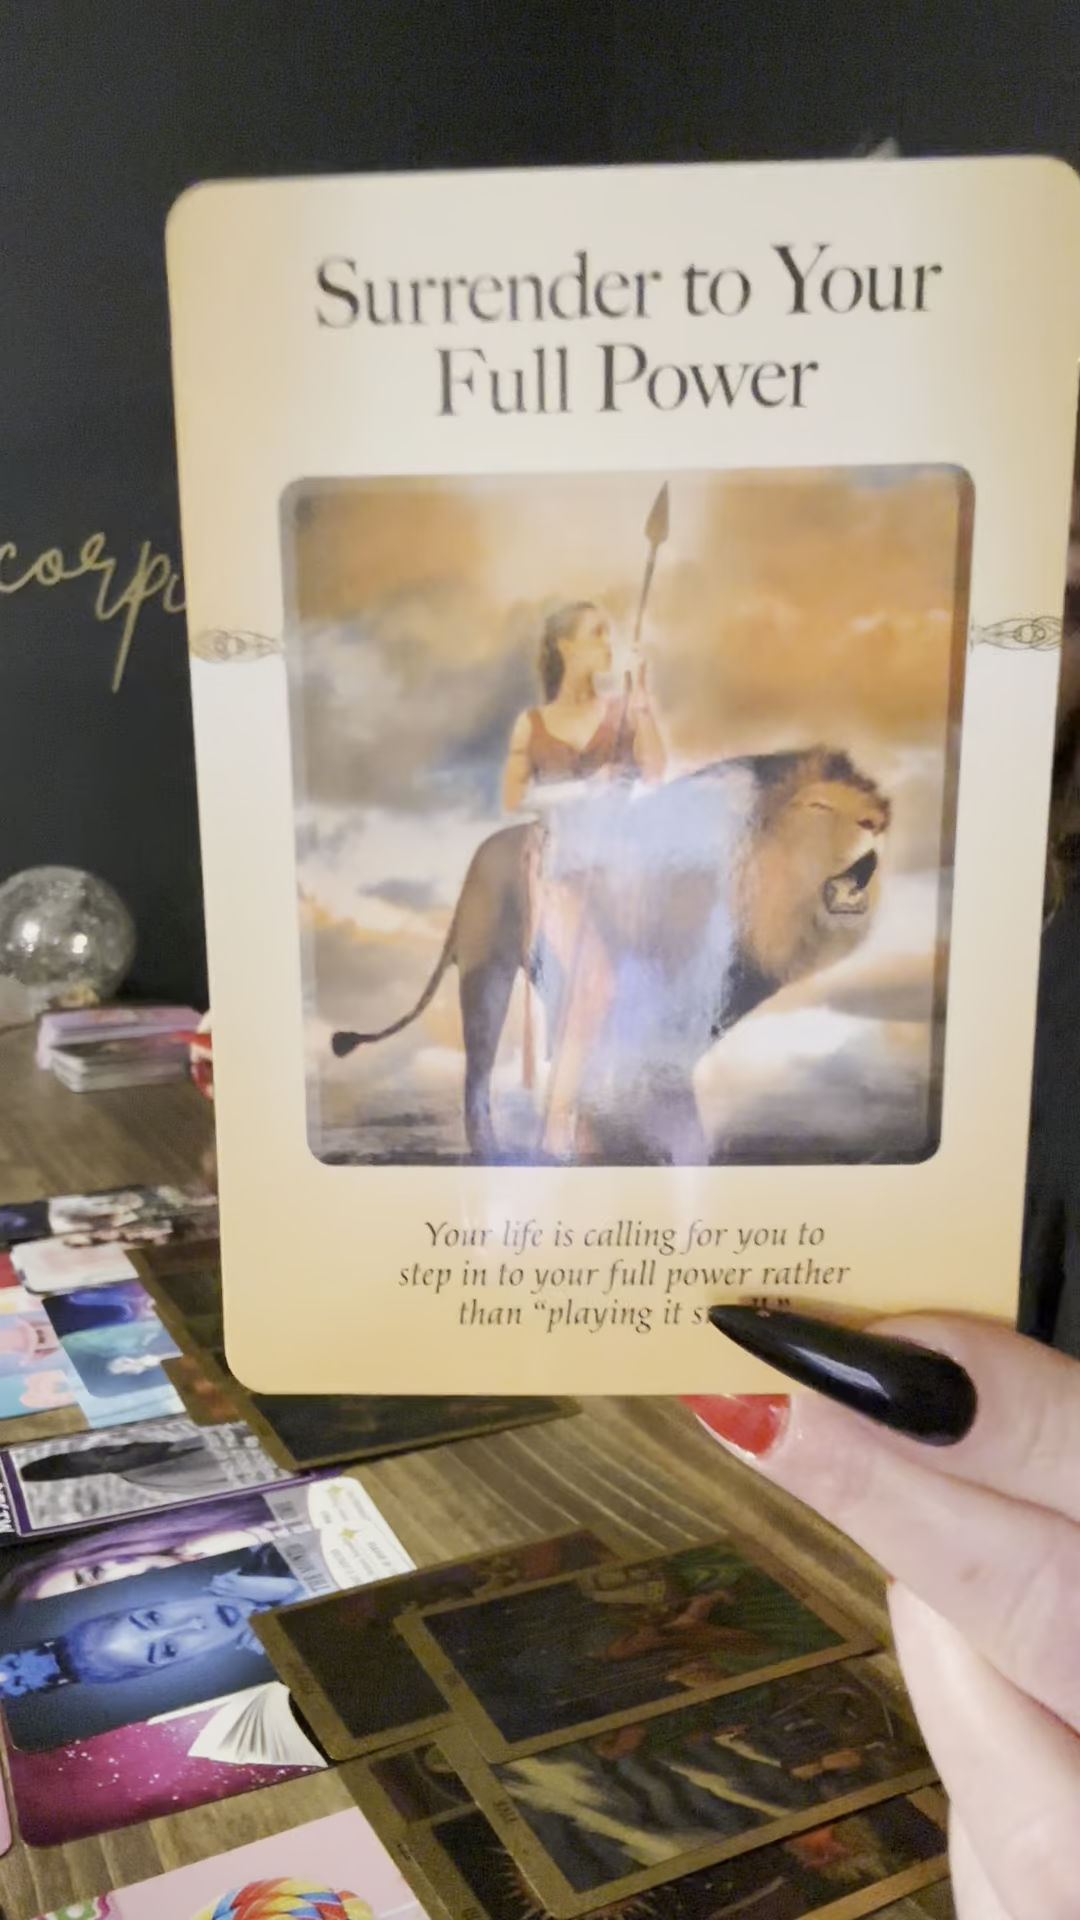 Surrender to Your
Full Power
corp
Your life is calling for you to
step in to your full power rather
than “playing it